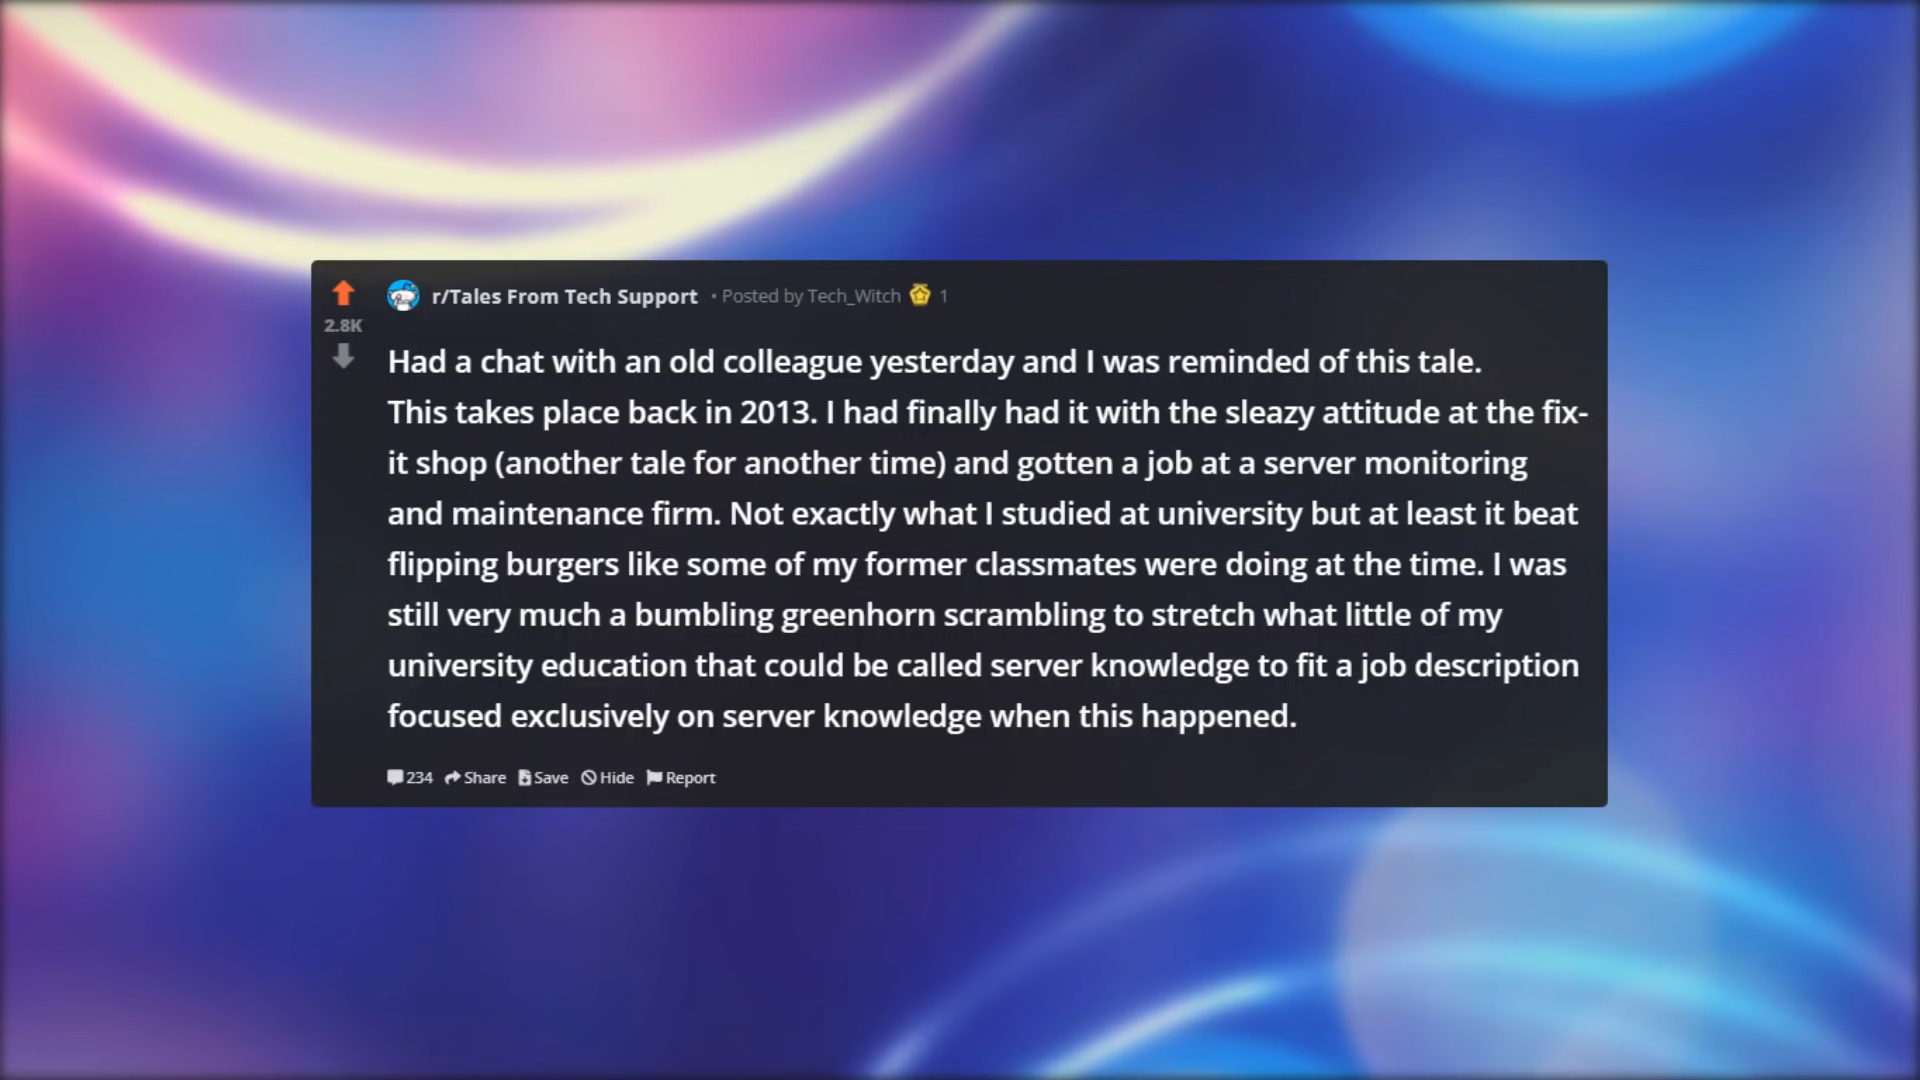 r/Tales From Tech Support • Posted by Tech_Witch 1
2.8K
Had a chat with an old colleague yesterday and I was reminded of this tale.
This takes place back in 2013. I had finally had it with the sleazy attitude at the fix-
it shop (another tale for another time) and gotten a job at a server monitoring
and maintenance firm. Not exactly what I studied at university but at least it beat
flipping burgers like some of my former classmates were doing at the time. I was
still very much a bumbling greenhorn scrambling to stretch what little of my
university education that could be called server knowledge to fit a job description
focused exclusively on server knowledge when this happened.
234 Share Save Hide Report